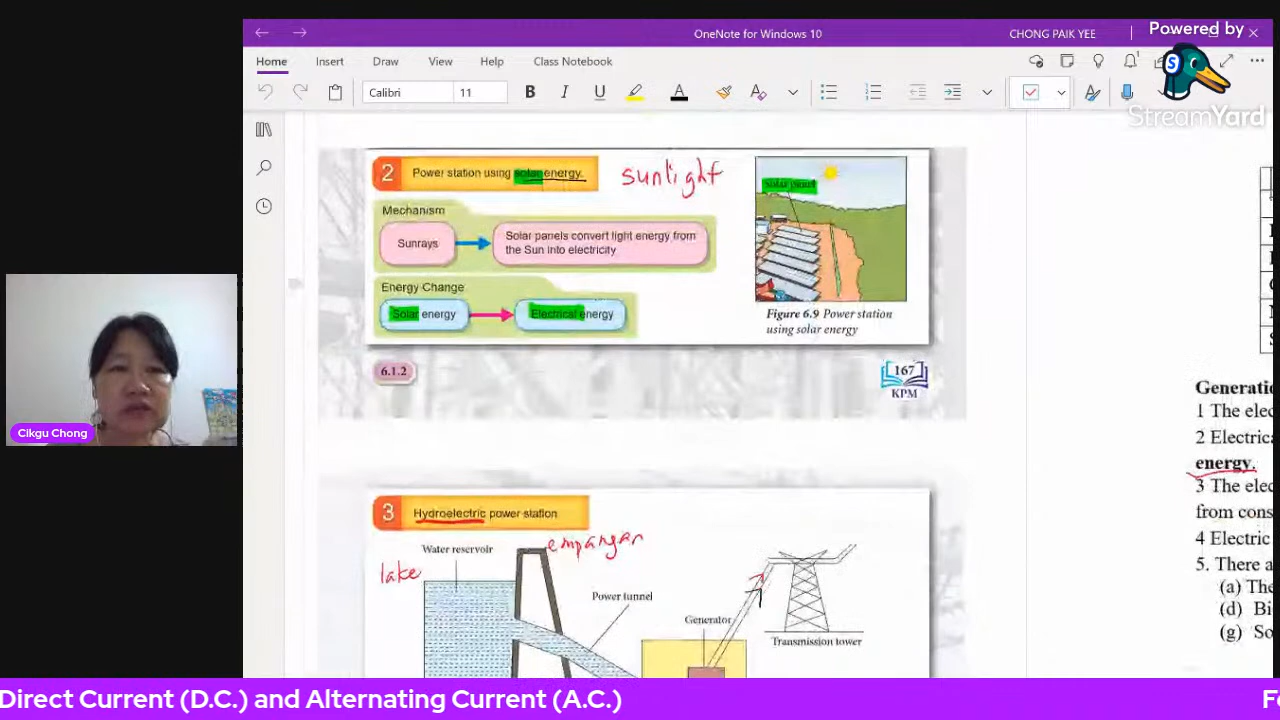 OneNote for Windows 10
CHONG PAIK YEE
Powered by
StreamYard
Home Insert Draw View Help Class Notebook
Calibri 11 B I U A
2 Power station using solar energy. sunlight
solar panel
Mechanism
Sunrays
Solar panels convert light energy from
the Sun into electricity
Energy Change
Solar energy
Electrical energy
Figure 6.9 Power station
using solar energy
6.1.2
167
KPM
3 Hydroelectric power station
Water reservoir
empangan
lake
Power tunnel
Generator
Transmission tower
Generatio
1 The elec
2 Electrica
energy.
3 The elec
from cons
4 Electric
5. There a
(a) The
(d) Bi
(g) So
Cikgu Chong
Direct Current (D.C.) and Alternating Current (A.C.)